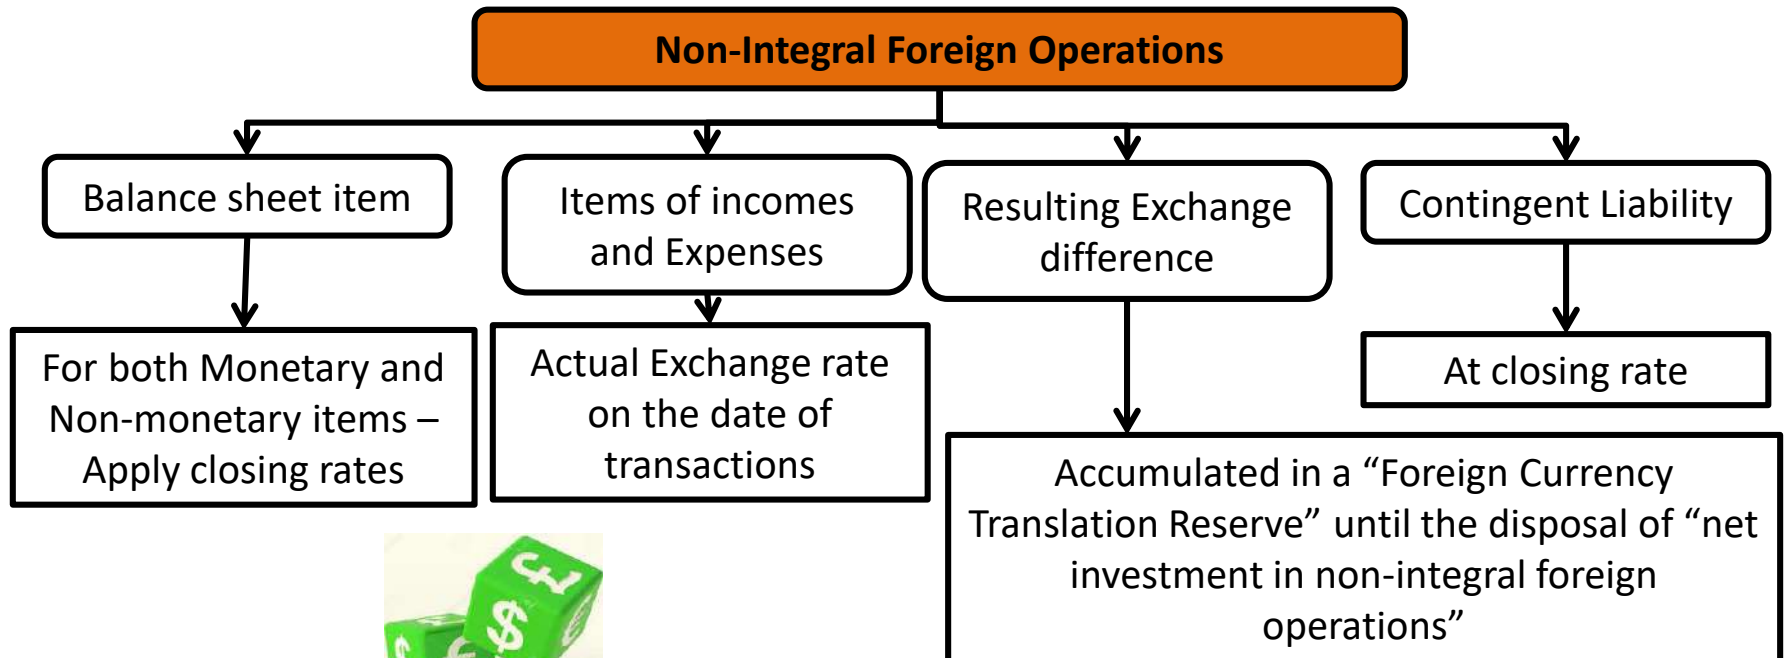 Non-Integral Foreign Operations
Balance sheet item
Items of incomes
and Expenses
Resulting Exchange
difference
Contingent Liability
For both Monetary and
Non-monetary items –
Apply closing rates
Actual Exchange rate
on the date of
transactions
Accumulated in a “Foreign Currency
Translation Reserve” until the disposal of “net
investment in non-integral foreign
operations”
At closing rate
£
$
€